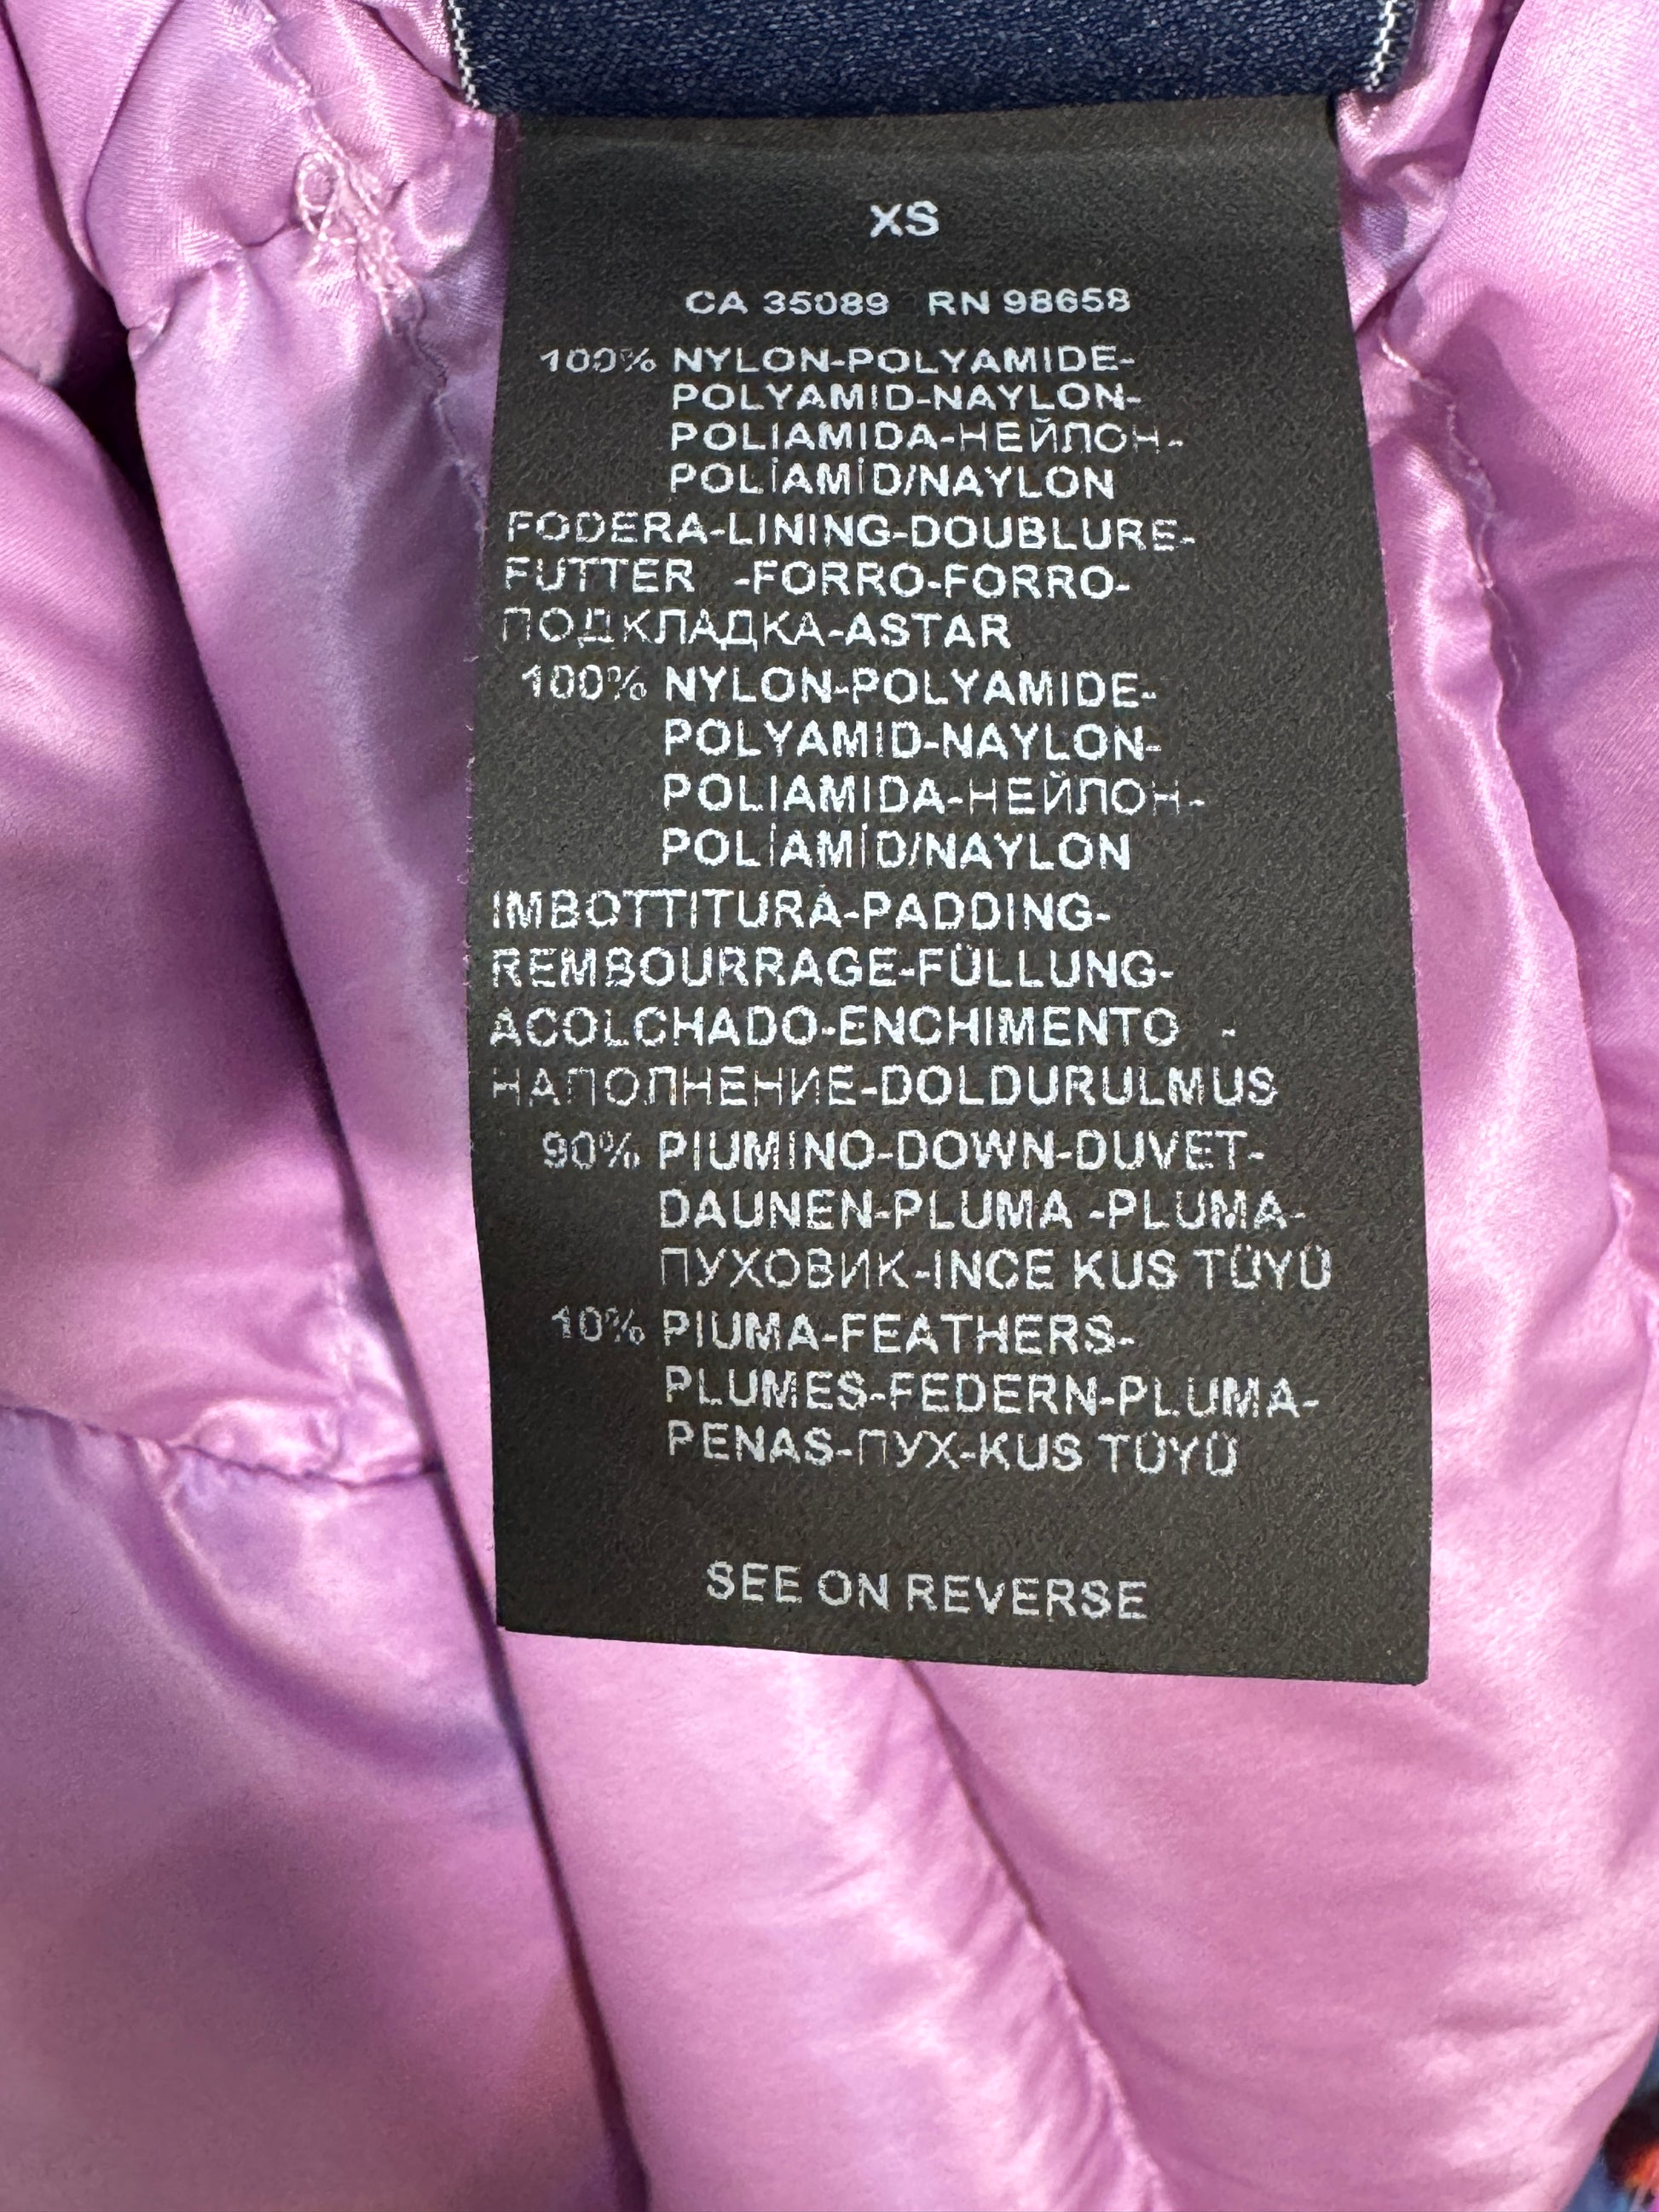 XS
CA 35089 RN 98658
100% NYLON-POLYAMIDE-
POLYAMID-NAYLON-
POLIAMIDA-НЕЙЛОН-
POLİAMİD/NAYLON
FODERA-LINING-DOUBLURE-
FUTTER -FORRO-FORRO-
ПОДКЛАДКА-ASTAR
100% NYLON-POLYAMIDE-
POLYAMID-NAYLON-
POLIAMIDA-НЕЙЛОН-
POLİAMİD/NAYLON
IMBOTTITURA-PADDING-
REMBOURRAGE-FÜLLUNG-
ACOLCHADO-ENCHIMENTO -
НАПОЛНЕНИЕ-DOLDURULMUS
90% PIUMINO-DOWN-DUVET-
DAUNEN-PLUMA -PLUMA-
ПУХОВИК-INCE KUS TÜYÜ
10% PIUMA-FEATHERS-
PLUMES-FEDERN-PLUMA-
PENAS-ПУХ-KUS TÜYÜ
SEE ON REVERSE